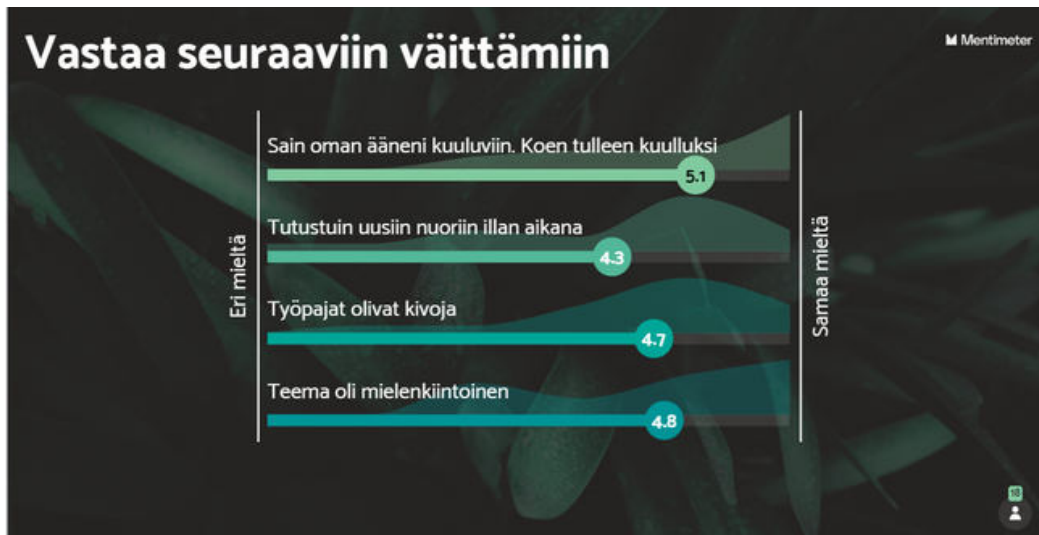 Vastaa seuraaviin väittämiin
Mentimeter
Eri mieltä
Sain oman ääneni kuuluviin. Koen tulleen kuulluksi
5.1
Tutustuin uusiin nuoriin illan aikana
4.3
Työpajat olivat kivoja
4.7
Teema oli mielenkiintoinen
4.8
Samaa mieltä
18